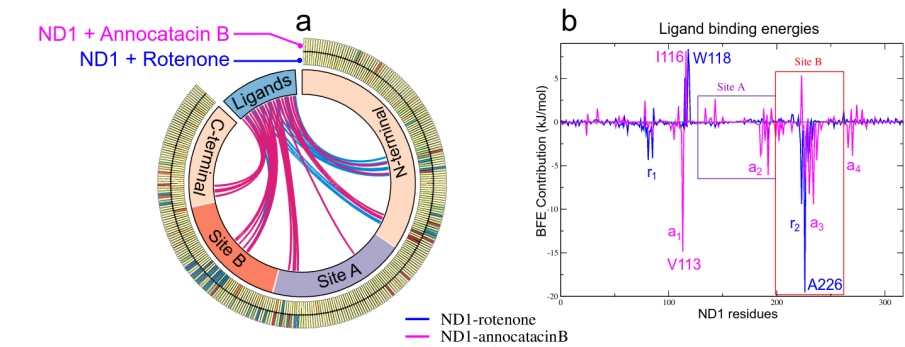 a
ND1 + Annocatacin B
ND1 + Rotenone
Ligands
N-terminal
C-terminal
Site B
Site A
b
Ligand binding energies
I116
W118
Site A
Site B
r1
a1
V113
a2
r2
a3
a4
A226
BFE Contribution (kJ/mol)
5
0
-5
-10
-15
-20
0
100
200
300
ND1 residues
ND1-rotenone
ND1-annocatacinB